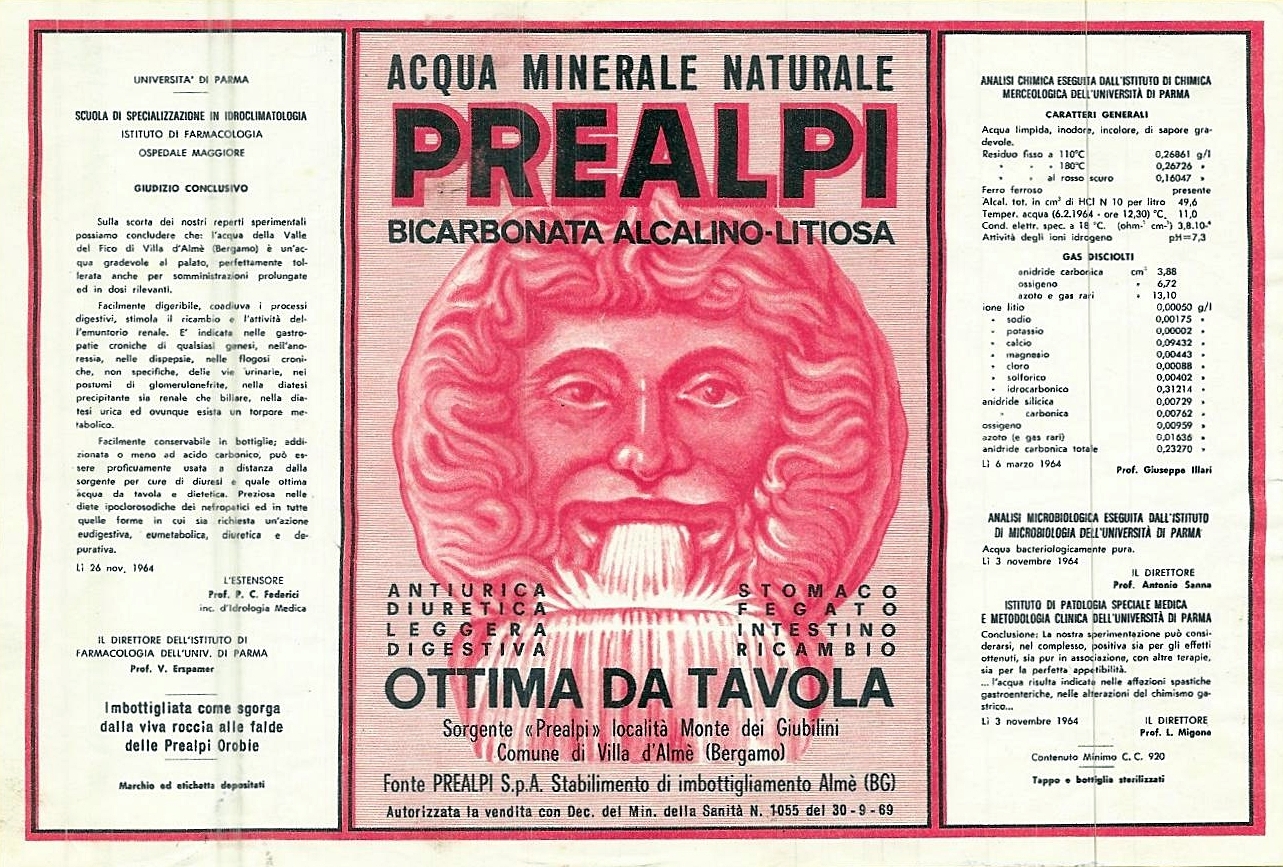 UNIVERSITA' DI PARMA
SCUOLA DI SPECIALIZZAZIONE IN IDROCLIMATOLOGIA
ISTITUTO DI FARMACOLOGIA
OSPEDALE MAGGIORE
GIUDIZIO CONCLUSIVO
Sulla scorta dei nostri reperti sperimentali
possiamo concludere che: l'acqua della Valle
del Fico di Villa d'Almè (Bergamo) è un'ac-
qua gradevole al palato, perfettamente tol-
lerata anche per somministrazioni prolungate
ed in dosi rilevanti.
Facilmente digeribile, coadiuva i processi
digestivi, stimola il ricambio e l'attività del-
l'emuntorio renale. E' indicata nelle gastro-
patie croniche di qualsiasi genesi, nell'ano-
ressia, nelle dispepsie, nelle flogosi croni-
che, non specifiche, delle vie urinarie, nei
postumi di glomerulonefrite, nella diatesi
precipitante sia renale che biliare, nella dia-
tesi urica ed ovunque esista un torpore me-
tabolico.
Facilmente conservabile in bottiglie; addi-
zionata o meno ad acido carbonico, può es-
sere proficuamente usata a distanza dalla
sorgente per cure di diuresi e quale ottima
acqua da tavola e dietetica. Preziosa nelle
diete ipoclorosodiche dei nefropatici ed in tutte
quelle forme in cui sia richiesta un'azione
eudigestiva, eumetabolica, diuretica e de-
purativa.
Lì 26 nov. 1964
L'ESTENSORE
Prof. P. C. Federici
inc. d'Idrologia Medica
IL DIRETTORE DELL'ISTITUTO DI
FARMACOLOGIA DELL'UNIV. DI PARMA
Prof. V. Erspamer
Imbottigliata come sgorga
dalla viva roccia alle falde
delle Prealpi Orobie
Marchio ed etichetta depositati
ACQUA MINERALE NATURALE
PREALPI
BICARBONATA ALCALINO-LITIOSA
ANTIURICA
DIURETICA
LEGGERA
DIGESTIVA
STOMACO
FEGATO
INTESTINO
RICAMBIO
OTTIMA DA TAVOLA
Sorgente «Prealpi» località Monte dei Giubilini
Comune di Villa d'Almè (Bergamo)
Fonte PREALPI S.p.A. Stabilimento di imbottigliamento Almè (BG)
Autorizzata la vendita con Dec. del Min. della Sanità N. 1055 del 30-9-69
ANALISI CHIMICA ESEGUITA DALL'ISTITUTO DI CHIMICA
MERCEOLOGICA DELL'UNIVERSITÀ DI PARMA
CARATTERI GENERALI
Acqua limpida, inodore, incolore, di sapore gra-
devole.
Residuo fisso a 110°C 0,26861 g/l
» » » 180°C 0,26726 »
» » al rosso scuro 0,16047 »
Ferro ferroso presente
Alcal. tot. in cm³ di HCl N 10 per litro 49,6
Temper. acqua (6.2.1964 - ore 12,30) °C. 11,0
Cond. elettr. spec. a 18 °C. (ohm-¹ cm-¹) 3,8.10-⁴
Attività degli ioni idrogeno pH=7,3
GAS DISCIOLTI
anidride carbonica cm³ 3,88
ossigeno » 6,72
azoto e gas rari » 13,10
ione litio 0,00060 g/l
» sodio 0,00175 »
» potassio 0,00002 »
» calcio 0,09432 »
» magnesio 0,00443 »
» cloro 0,00088 »
» solforico 0,00402 »
» idrocarbonico 0,31214 »
anidride silicica 0,00729 »
» carbonica 0,00762 »
ossigeno 0,00959 »
azoto (e gas rari) 0,01636 »
anidride carbonica totale 0,23270 »
Lì 6 marzo 1964
Prof. Giuseppe Illari
ANALISI MICROBIOLOGICA ESEGUITA DALL'ISTITUTO
DI MICROBIOLOGIA DELL'UNIVERSITÀ DI PARMA
Acqua bacteriologicamente pura.
Lì 3 novembre 1964
IL DIRETTORE
Prof. Antonio Sanna
ISTITUTO DI PATOLOGIA SPECIALE MEDICA
E METODOLOGIA CLINICA DELL'UNIVERSITÀ DI PARMA
Conclusione: La nostra sperimentazione può consi-
derarsi, nel complesso, positiva sia per gli effetti
ottenuti, sia pur in associazione, con altre terapie,
sia per la perfetta appetibilità.
... l'acqua risulta indicata nelle affezioni spastiche
gastroenteriche, nelle alterazioni del chimismo ga-
strico...
Lì 3 novembre 1964
IL DIRETTORE
Prof. L. Migone
Contenuto Minimo C.C. 920
Tappo e bottiglia sterilizzati